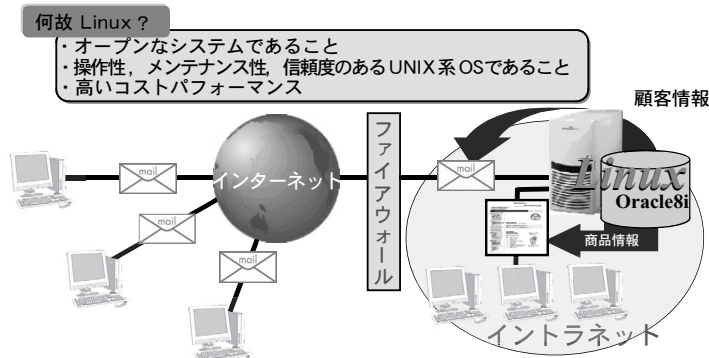 何故 Linux ?
・オープンなシステムであること
・操作性，メンテナンス性，信頼度のあるUNIX系OSであること
・高いコストパフォーマンス
顧客情報
ファイアウォール
mail
mail
インターネット
mail
Linux
Oracle8i
mail
商品情報
mail
イントラネット